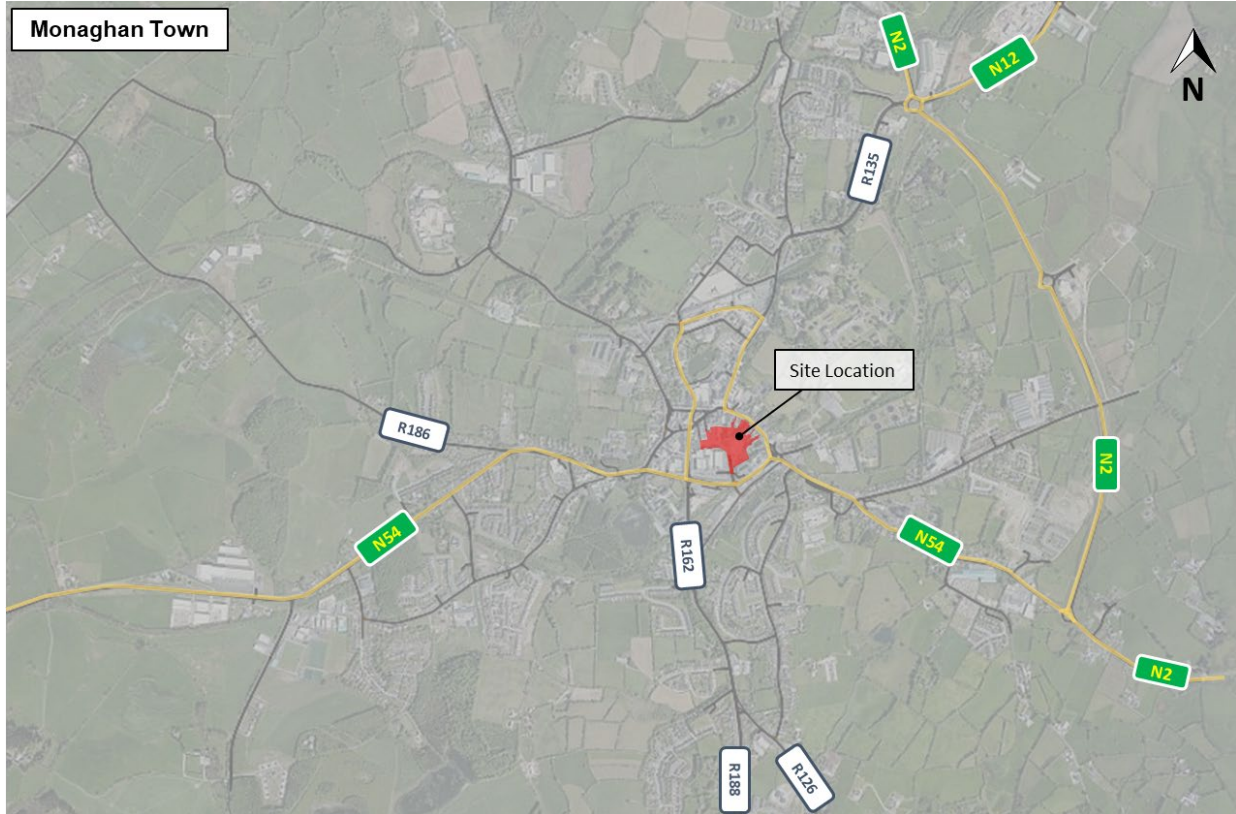 Monaghan Town
N2
N12
N
R135
Site Location
R186
N2
N54
N54
R162
N2
R188
R126